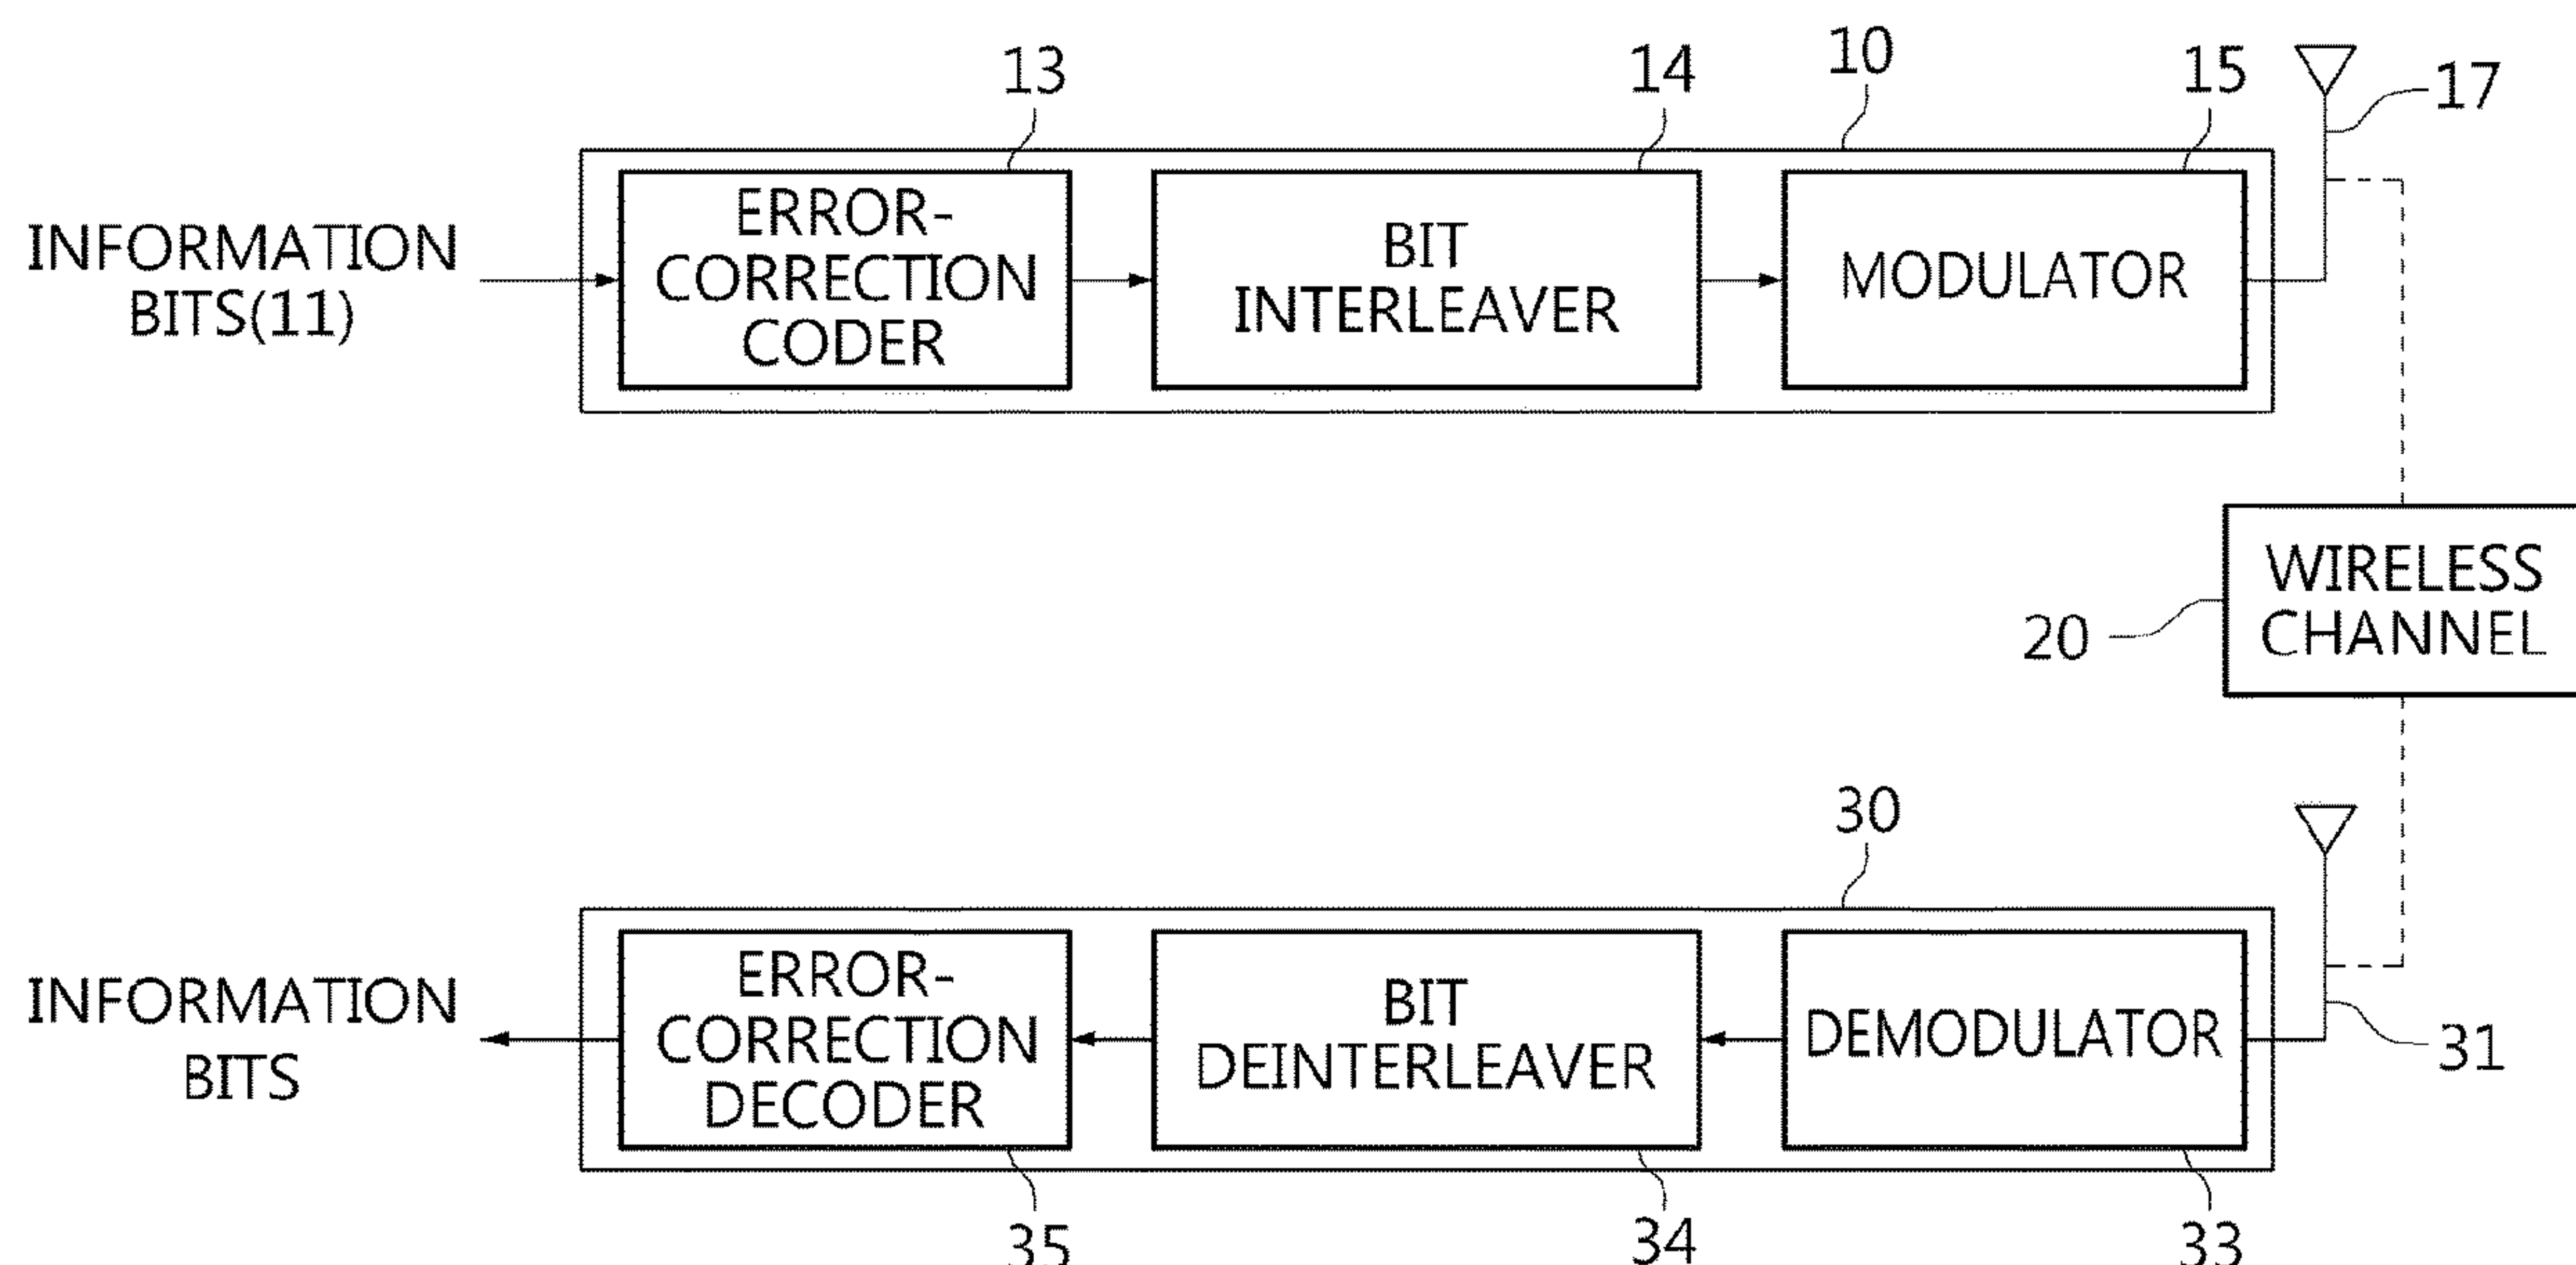 13
14
10
15
17
INFORMATION
BITS(11)
ERROR-
CORRECTION
CODER
BIT
INTERLEAVER
MODULATOR
WIRELESS
CHANNEL
20
30
INFORMATION
BITS
ERROR-
CORRECTION
DECODER
BIT
DEINTERLEAVER
DEMODULATOR
31
35
34
33